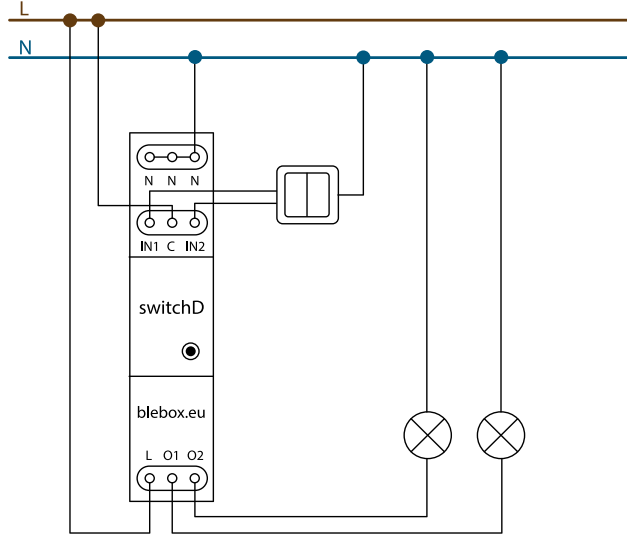 L
N
N N N
IN1 C IN2
switchD
blebox.eu
L O1 O2